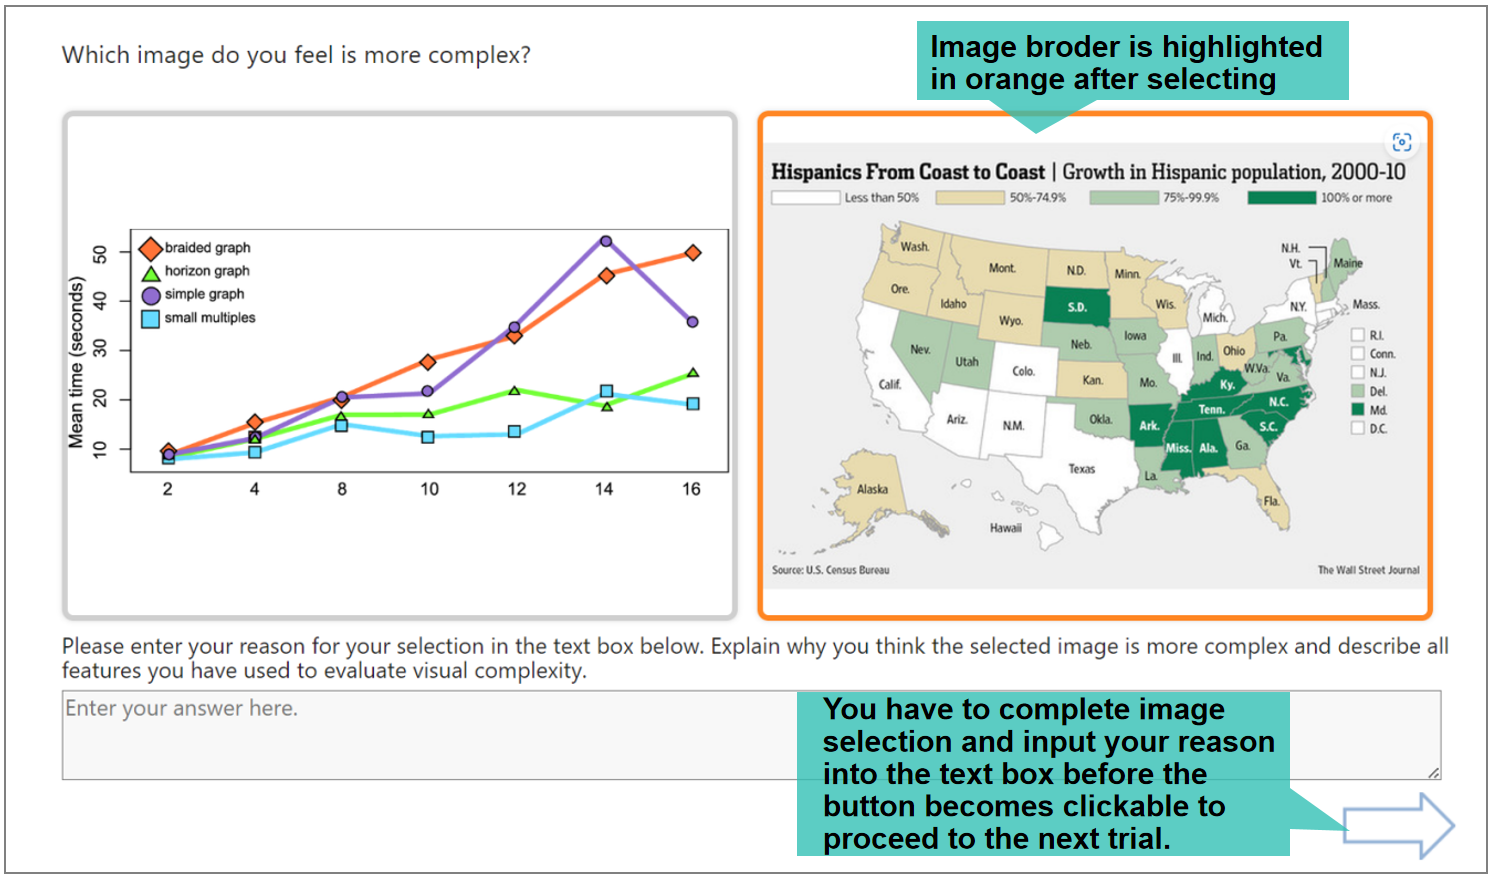 Which image do you feel is more complex?
Image broder is highlighted
in orange after selecting
braided graph
horizon graph
simple graph
small multiples
Mean time (seconds)
50
40
30
20
10
2 4 8 10 12 14 16
Hispanics From Coast to Coast | Growth in Hispanic population, 2000-10
Less than 50% 50%-74.9% 75%-99.9% 100% or more
Wash.
Mont.
N.D.
Minn.
N.H.
Vt.
Maine
Ore.
Idaho
Wyo.
S.D.
Wis.
Mich.
N.Y.
Mass.
Nev.
Utah
Colo.
Neb.
Iowa
Ill.
Ind.
Ohio
Pa.
R.I.
Conn.
N.J.
Del.
Md.
D.C.
Calif.
Kan.
Mo.
Ky.
W.Va.
Va.
Ariz.
N.M.
Okla.
Ark.
Tenn.
N.C.
S.C.
Texas
La.
Miss.
Ala.
Ga.
Fla.
Alaska
Hawaii
Source: U.S. Census Bureau
The Wall Street Journal
Please enter your reason for your selection in the text box below. Explain why you think the selected image is more complex and describe all
features you have used to evaluate visual complexity.
Enter your answer here.
You have to complete image
selection and input your reason
into the text box before the
button becomes clickable to
proceed to the next trial.